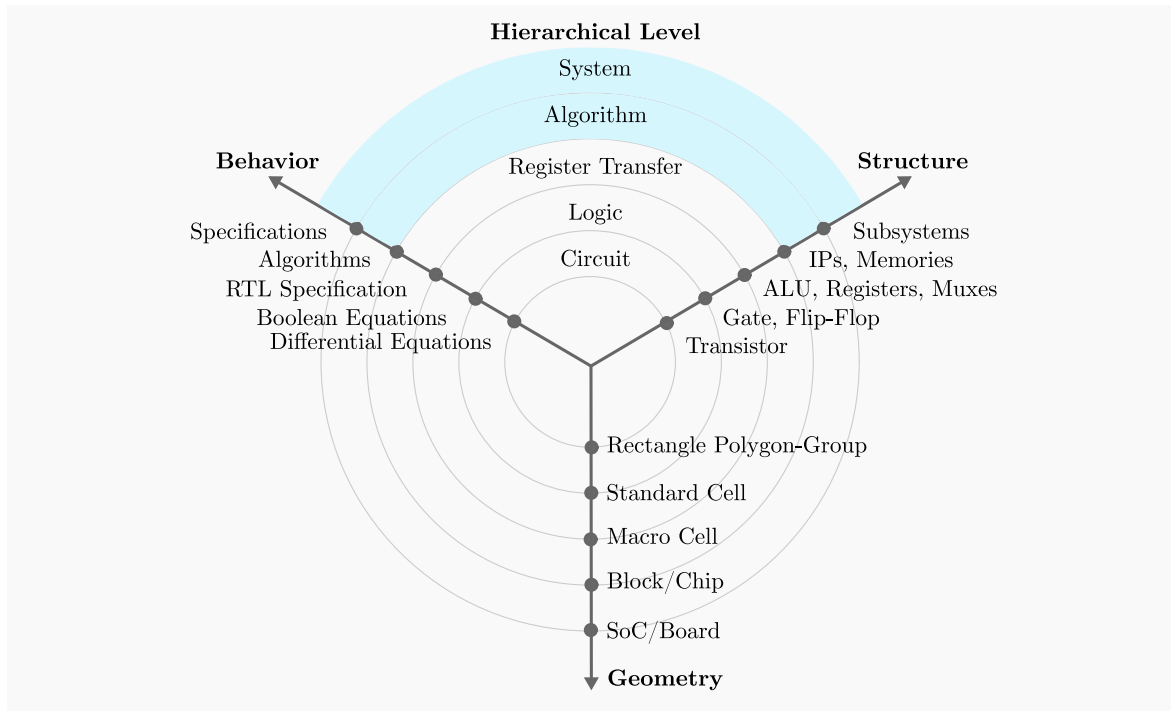 Hierarchical Level
System
Algorithm
Register Transfer
Logic
Circuit
Behavior
Specifications
Algorithms
RTL Specification
Boolean Equations
Differential Equations
Structure
Subsystems
IPs, Memories
ALU, Registers, Muxes
Gate, Flip-Flop
Transistor
Rectangle Polygon-Group
Standard Cell
Macro Cell
Block/Chip
SoC/Board
Geometry